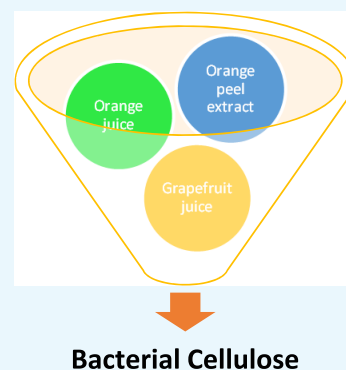 Orange
juice
Orange
peel
extract
Grapefruit
juice
Bacterial Cellulose